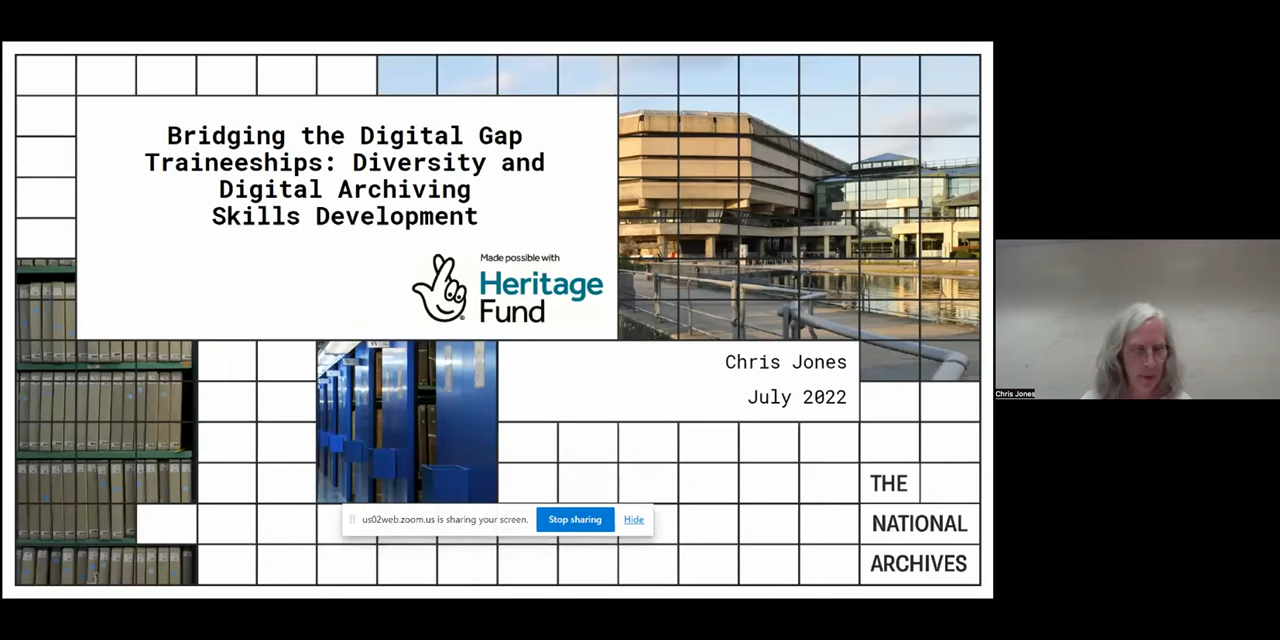 Bridging the Digital Gap
Traineeships: Diversity and
Digital Archiving
Skills Development
Made possible with
Heritage
Fund
Chris Jones
July 2022
us02web.zoom.us is sharing your screen.
Stop sharing
Hide
THE
NATIONAL
ARCHIVES
Chris Jones